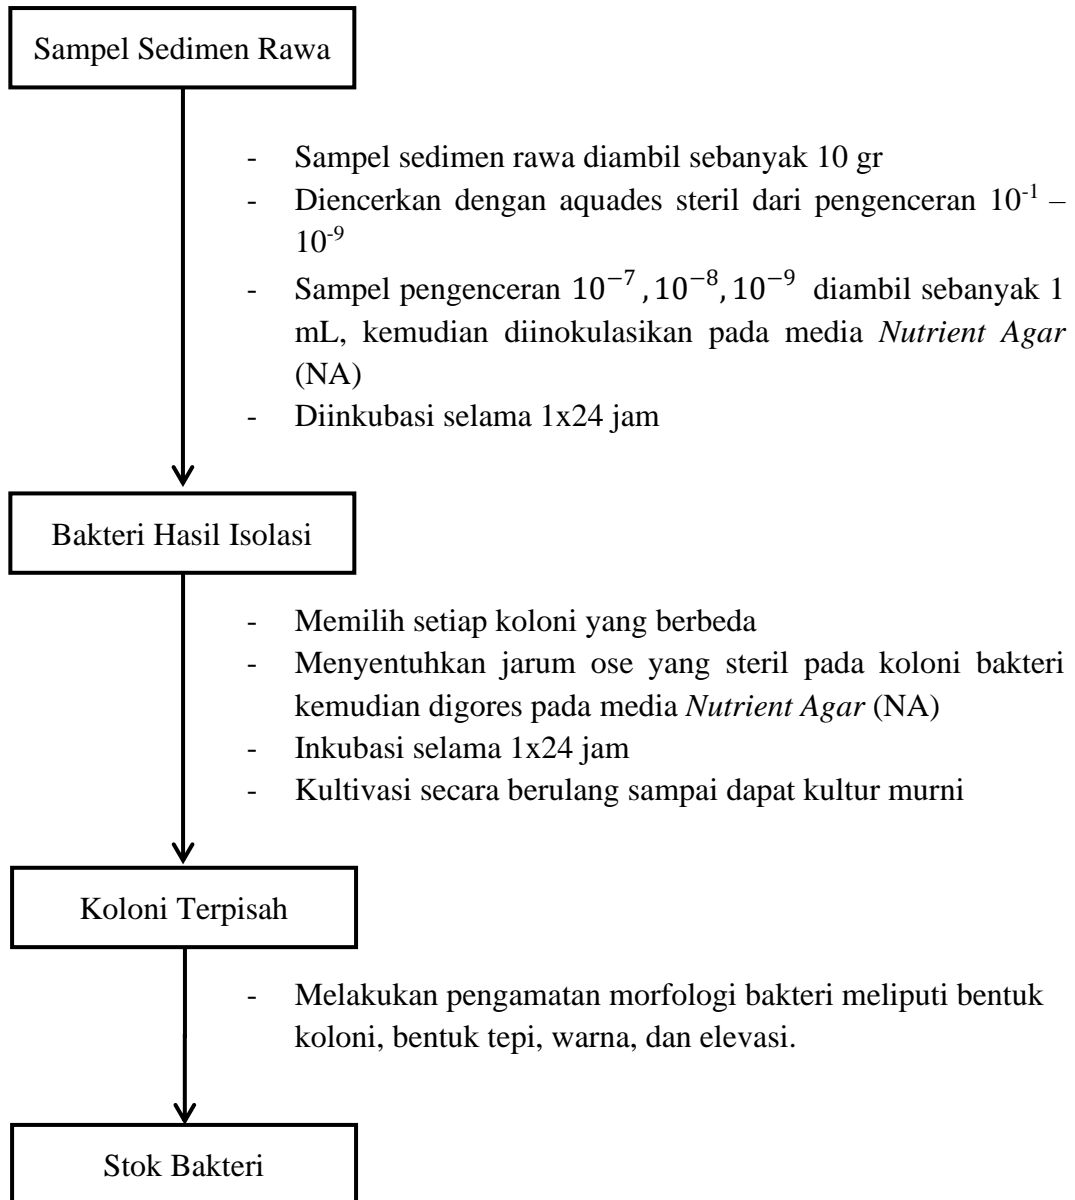 Sampel Sedimen Rawa
- Sampel sedimen rawa diambil sebanyak 10 gr
- Diencerkan dengan aquades steril dari pengenceran 10⁻¹ –
10⁻⁹
- Sampel pengenceran 10⁻⁷, 10⁻⁸, 10⁻⁹ diambil sebanyak 1
mL, kemudian diinokulasikan pada media Nutrient Agar
(NA)
- Diinkubasi selama 1x24 jam
Bakteri Hasil Isolasi
- Memilih setiap koloni yang berbeda
- Menyentuhkan jarum ose yang steril pada koloni bakteri
kemudian digores pada media Nutrient Agar (NA)
- Inkubasi selama 1x24 jam
- Kultivasi secara berulang sampai dapat kultur murni
Koloni Terpisah
- Melakukan pengamatan morfologi bakteri meliputi bentuk
koloni, bentuk tepi, warna, dan elevasi.
Stok Bakteri